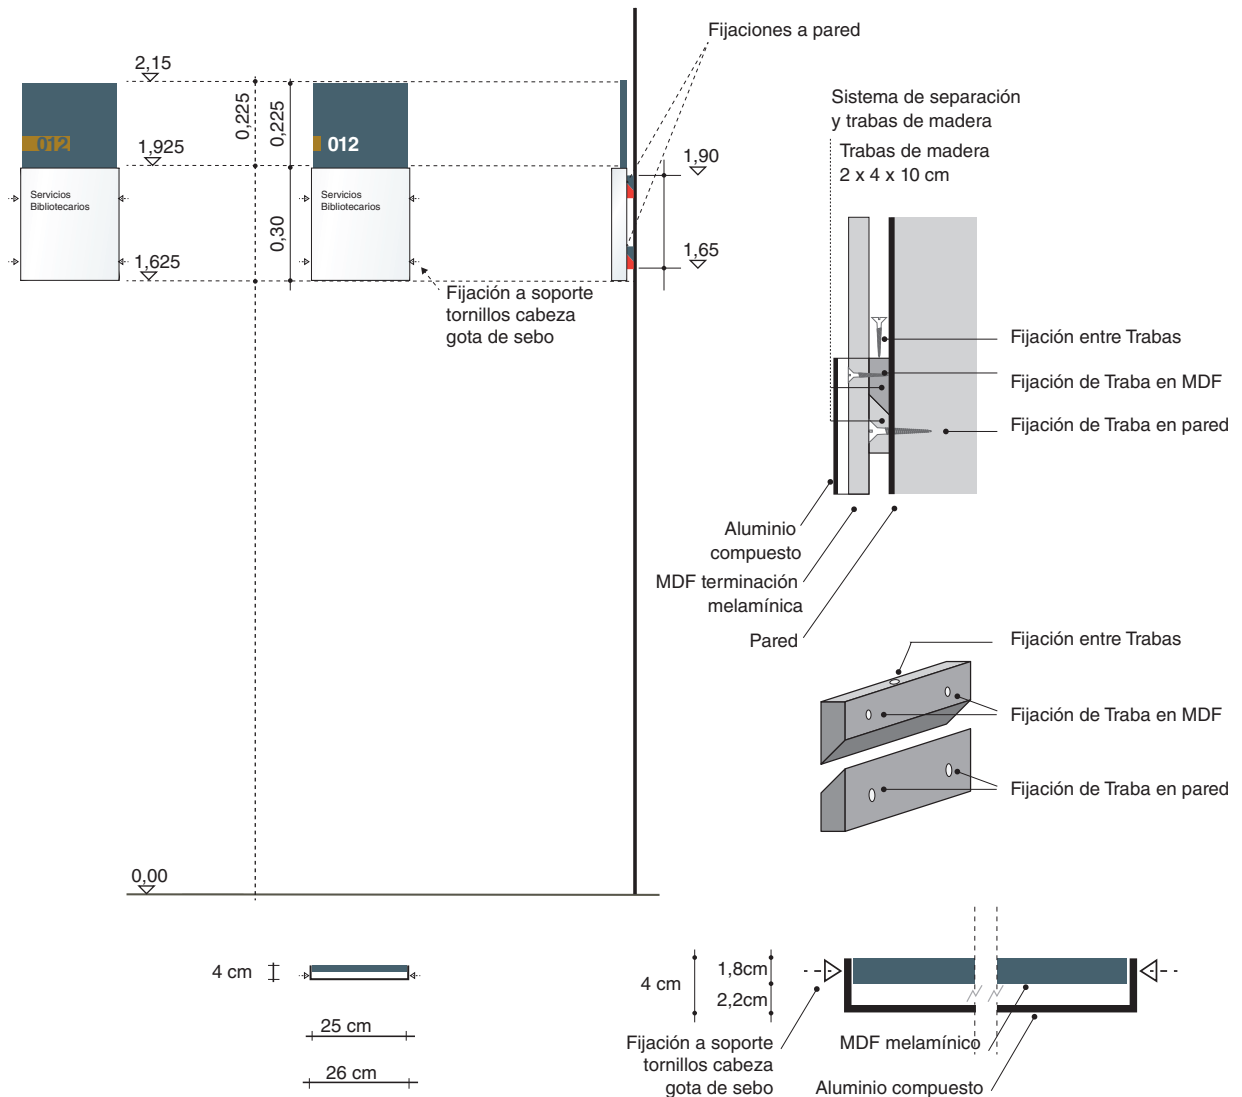 Fijaciones a pared
2,15
0,225
0,225
012
012
1,925
1,90
Servicios
Bibliotecarios
Servicios
Bibliotecarios
0,30
1,625
1,65
Fijación a soporte
tornillos cabeza
gota de sebo
Sistema de separación
y trabas de madera
Trabas de madera
2 x 4 x 10 cm
Fijación entre Trabas
Fijación de Traba en MDF
Fijación de Traba en pared
Aluminio
compuesto
MDF terminación
melamínica
Pared
Fijación entre Trabas
Fijación de Traba en MDF
Fijación de Traba en pared
0,00
4 cm
25 cm
26 cm
4 cm
1,8cm
2,2cm
Fijación a soporte
tornillos cabeza
gota de sebo
MDF melamínico
Aluminio compuesto